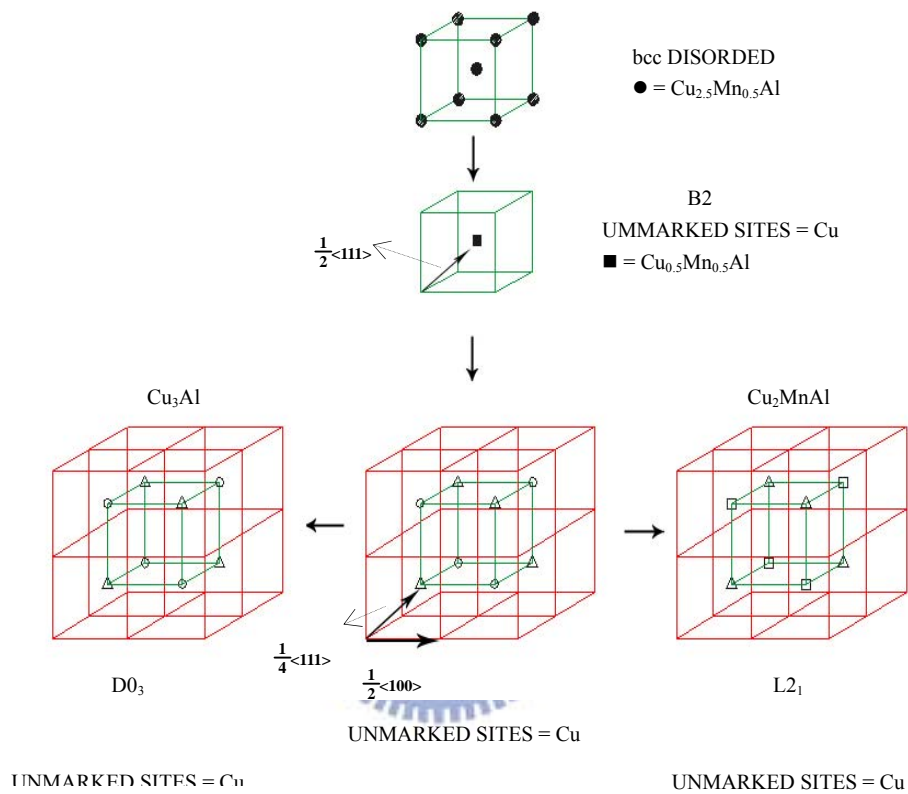 bcc DISORDED
● = Cu₂.₅Mn₀.₅Al
B2
UMMARKED SITES = Cu
■ = Cu₀.₅Mn₀.₅Al
1/2<111>
Cu₃Al
Cu₂MnAl
1/4<111>
1/2<100>
D0₃
L2₁
UNMARKED SITES = Cu
UNMARKED SITES = Cu
UNMARKED SITES = Cu